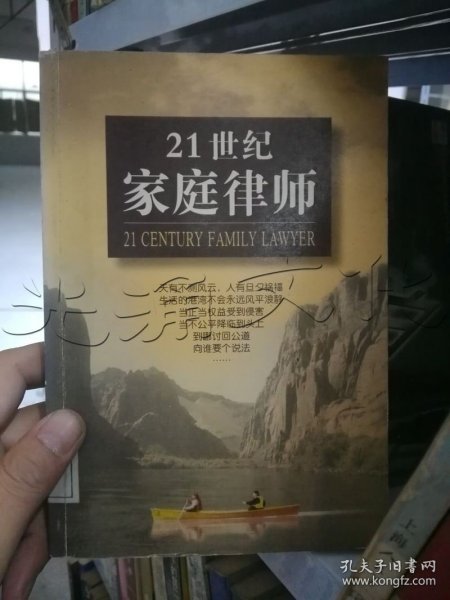 21世纪
家庭律师
21 CENTURY FAMILY LAWYER
天有不测风云，人有旦夕祸福
生活的港湾不会永远风平浪静
当正当权益受到侵害
当不公平降临到头上
到哪讨回公道
向谁要个说法
……
上海
孔夫子旧书网
www.kongfz.com